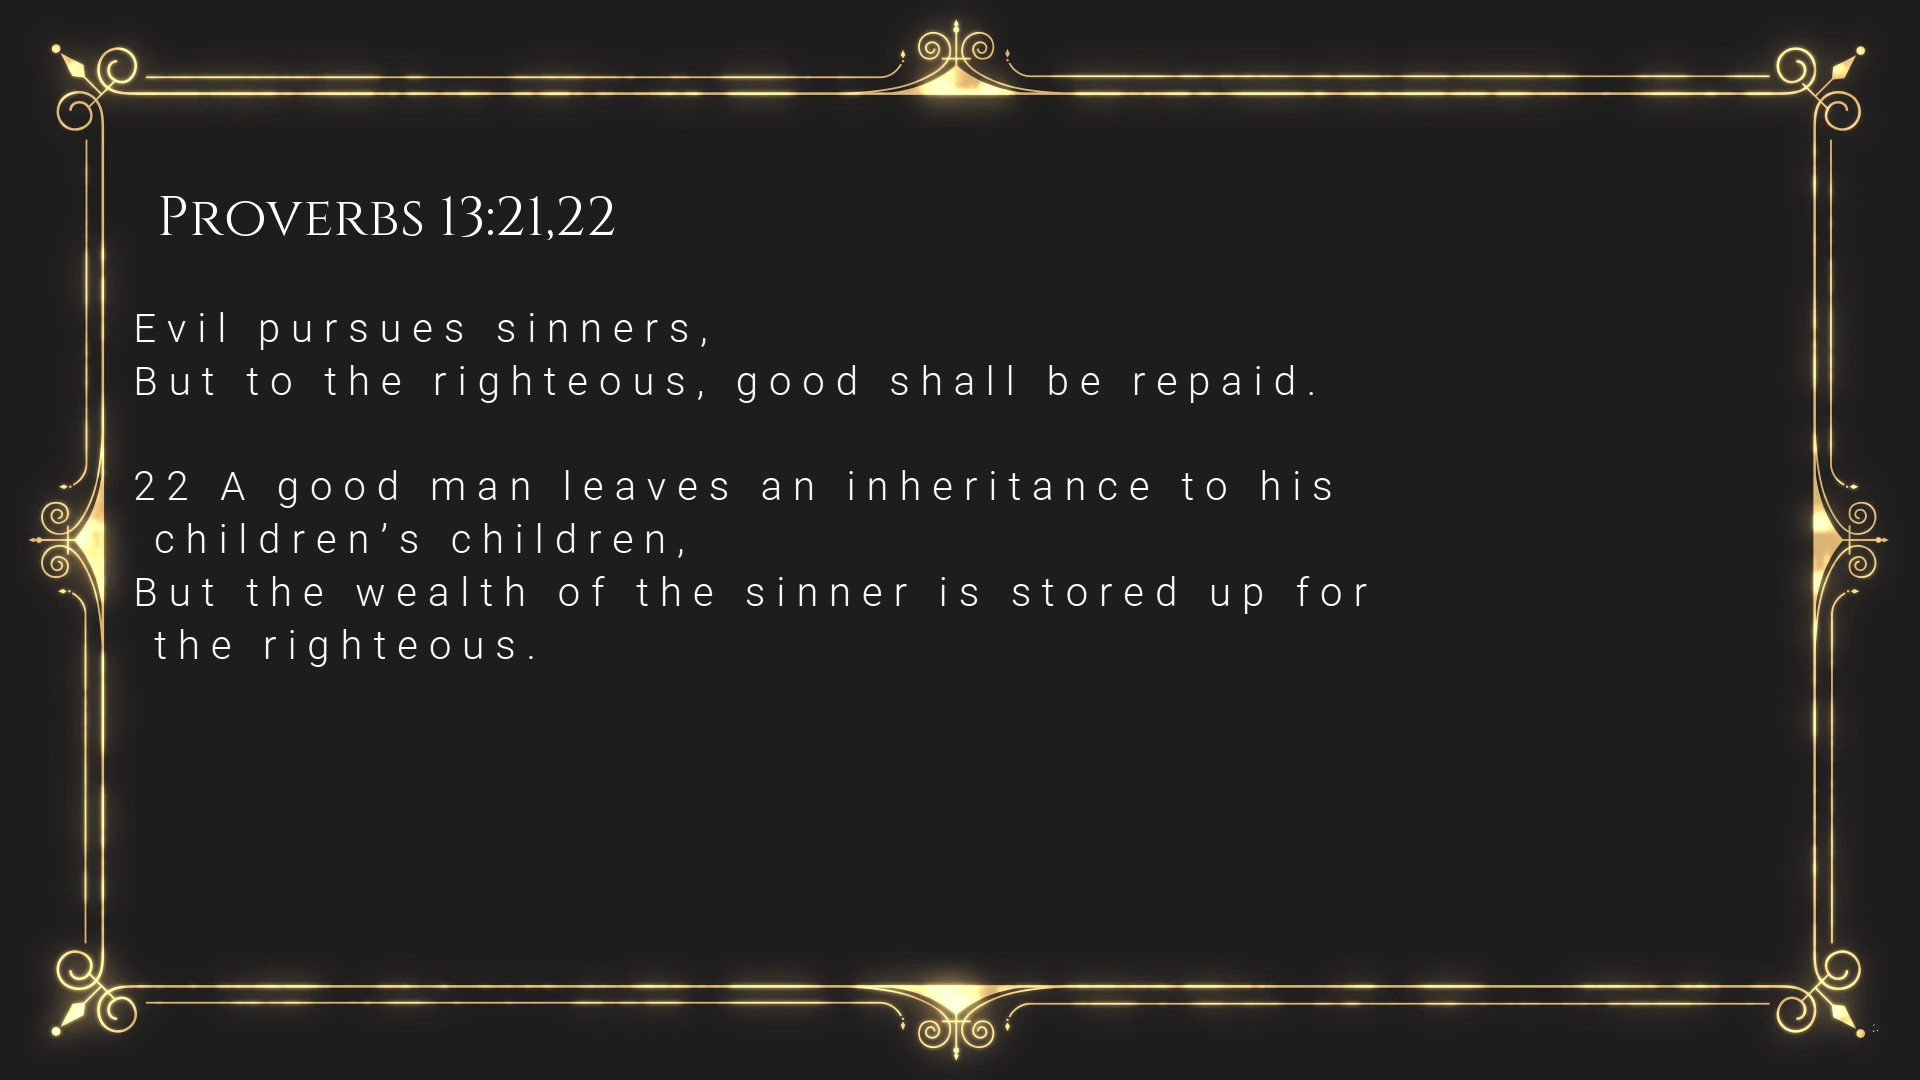 Proverbs 13:21,22
Evil pursues sinners,
But to the righteous, good shall be repaid.
22 A good man leaves an inheritance to his
children’s children,
But the wealth of the sinner is stored up for
the righteous.